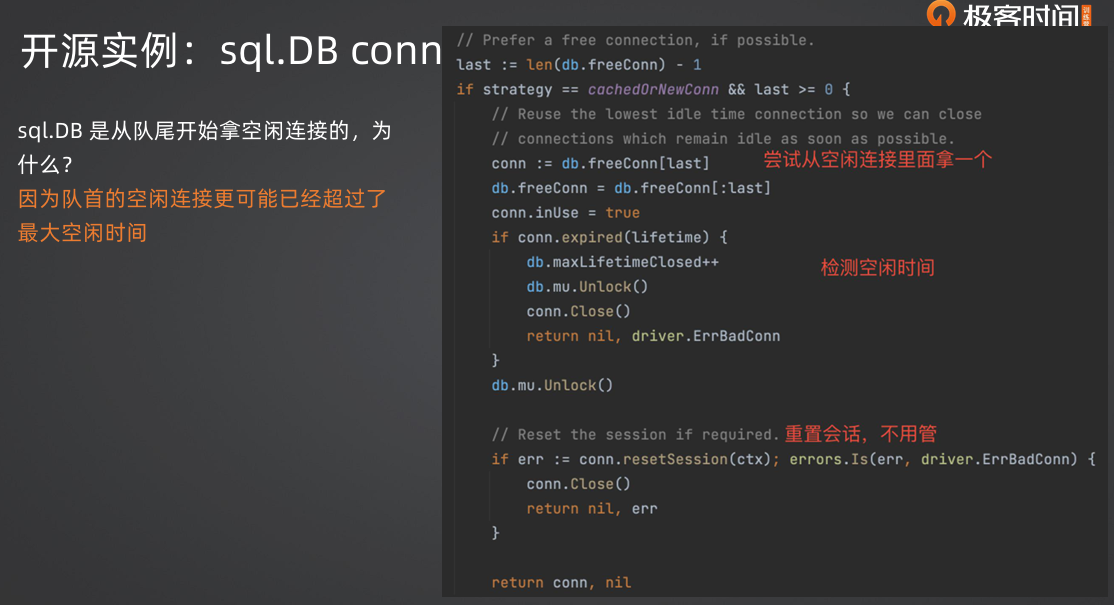 极客时间
训练营
开源实例：sql.DB conn
sql.DB 是从队尾开始拿空闲连接的，为
什么？
因为队首的空闲连接更可能已经超过了
最大空闲时间
// Prefer a free connection, if possible.
last := len(db.freeConn) - 1
if strategy == cachedOrNewConn && last >= 0 {
// Reuse the lowest idle time connection so we can close
// connections which remain idle as soon as possible.
conn := db.freeConn[last] 尝试从空闲连接里面拿一个
db.freeConn = db.freeConn[:last]
conn.inUse = true
if conn.expired(lifetime) {
db.maxLifetimeClosed++ 检测空闲时间
db.mu.Unlock()
conn.Close()
return nil, driver.ErrBadConn
}
db.mu.Unlock()
// Reset the session if required. 重置会话，不用管
if err := conn.resetSession(ctx); errors.Is(err, driver.ErrBadConn) {
conn.Close()
return nil, err
}
return conn, nil